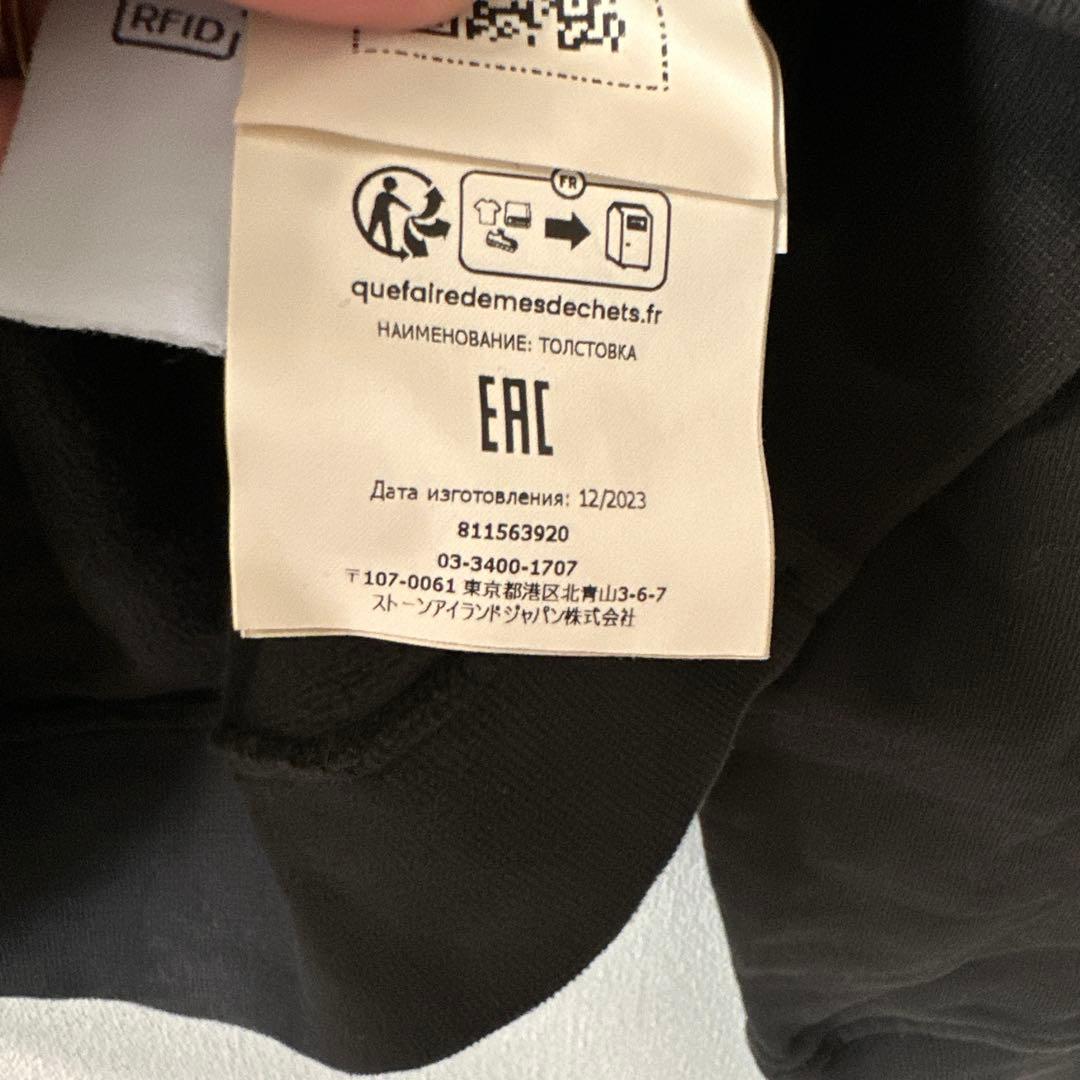 RFID
FR
quefairedemesdechets.fr
НАИМЕНОВАНИЕ: ТОЛСТОВКА
EAC
Дата изготовления: 12/2023
811563920
03-3400-1707
〒107-0061 東京都港区北青山3-6-7
ストーンアイランドジャパン株式会社